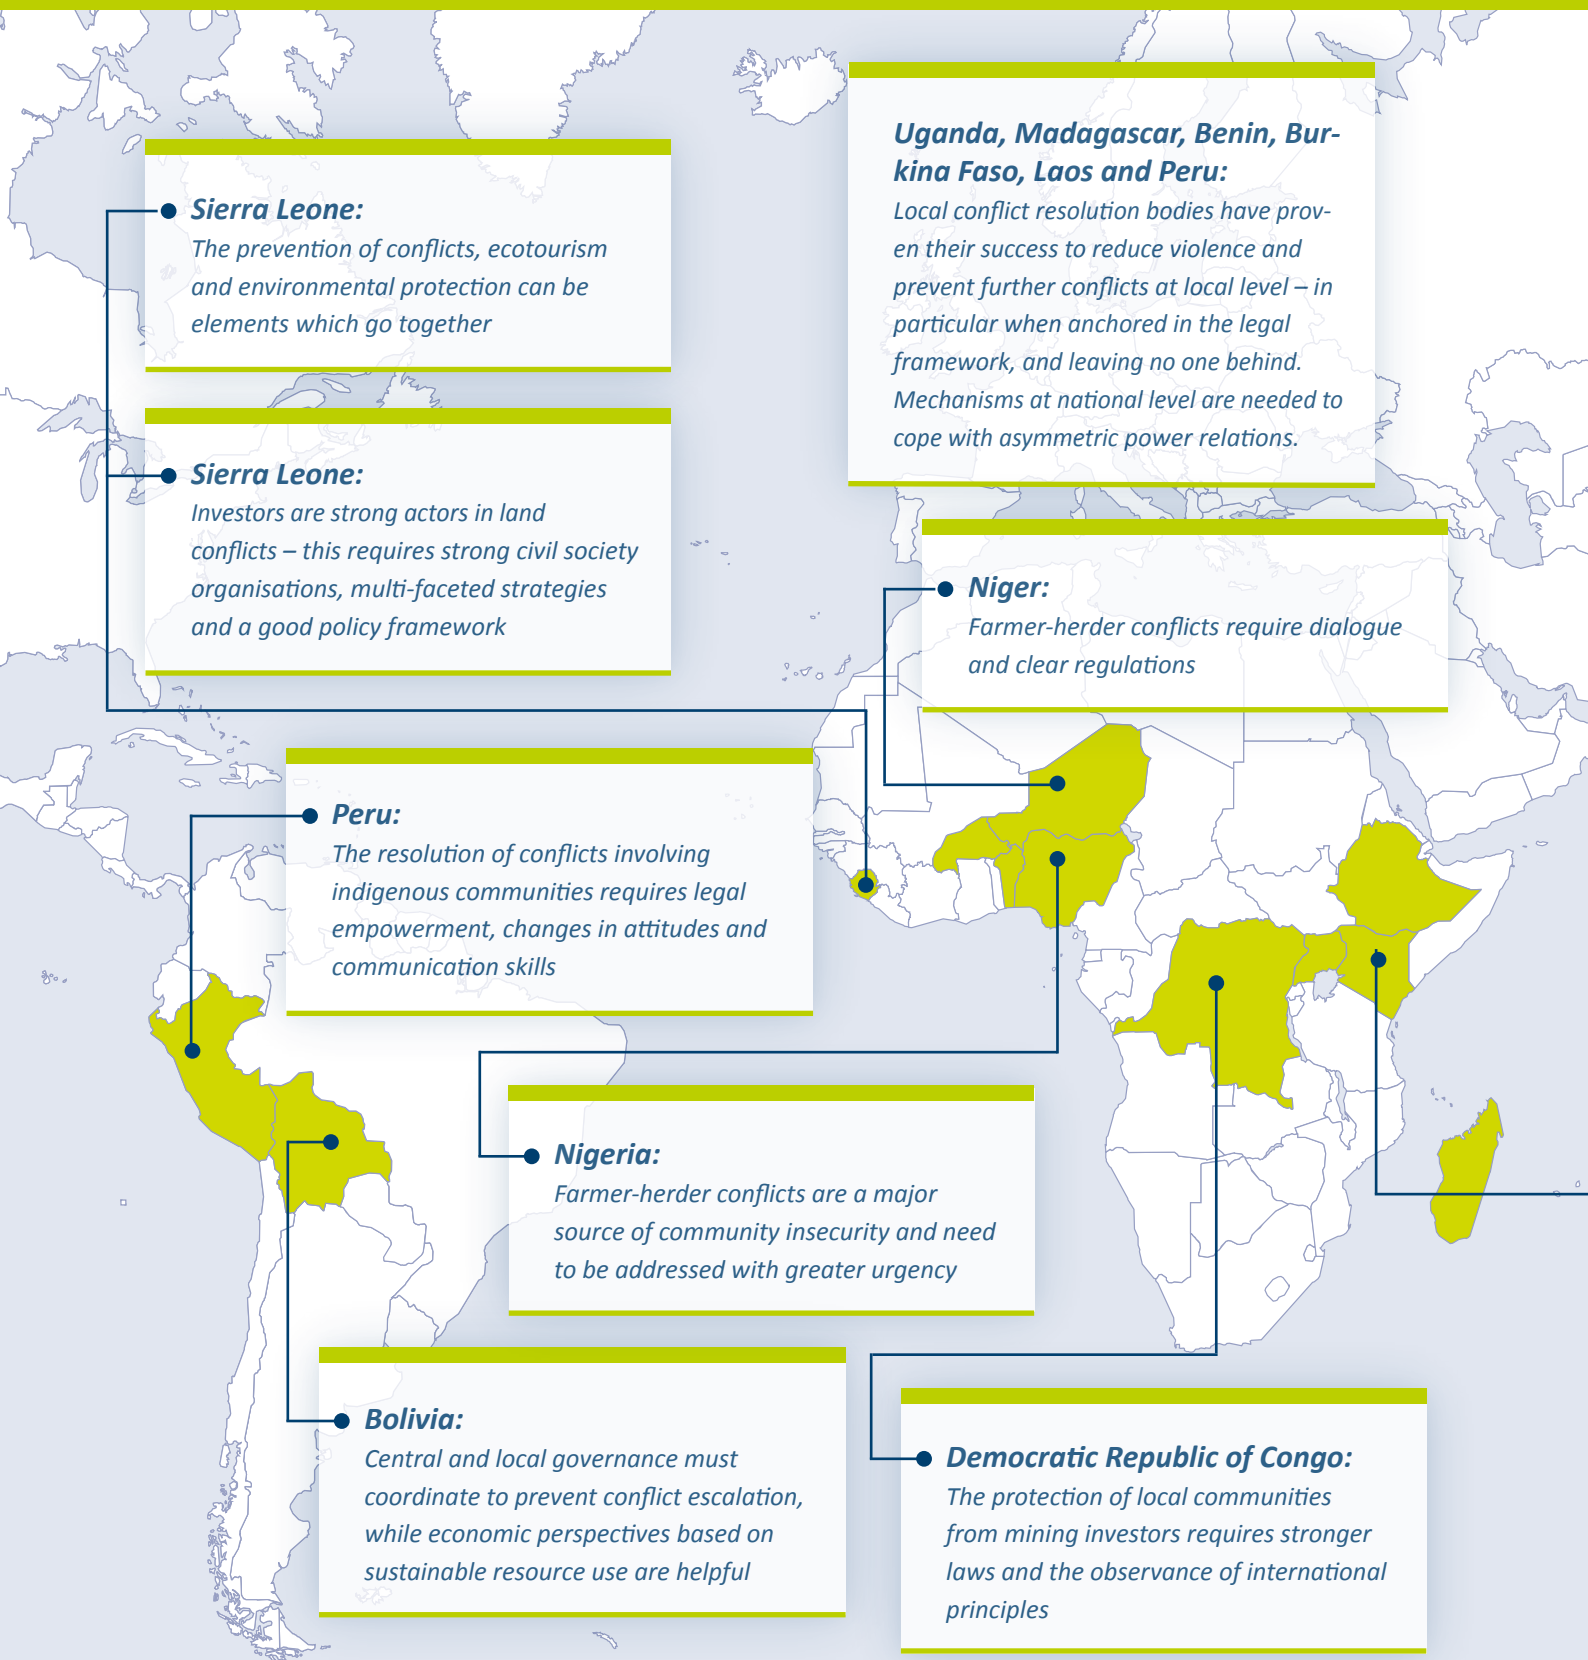 Sierra Leone:
The prevention of conflicts, ecotourism
and environmental protection can be
elements which go together
Sierra Leone:
Investors are strong actors in land
conflicts – this requires strong civil society
organisations, multi-faceted strategies
and a good policy framework
Uganda, Madagascar, Benin, Bur-
kina Faso, Laos and Peru:
Local conflict resolution bodies have prov-
en their success to reduce violence and
prevent further conflicts at local level – in
particular when anchored in the legal
framework, and leaving no one behind.
Mechanisms at national level are needed to
cope with asymmetric power relations.
Niger:
Farmer-herder conflicts require dialogue
and clear regulations
Peru:
The resolution of conflicts involving
indigenous communities requires legal
empowerment, changes in attitudes and
communication skills
Nigeria:
Farmer-herder conflicts are a major
source of community insecurity and need
to be addressed with greater urgency
Bolivia:
Central and local governance must
coordinate to prevent conflict escalation,
while economic perspectives based on
sustainable resource use are helpful
Democratic Republic of Congo:
The protection of local communities
from mining investors requires stronger
laws and the observance of international
principles